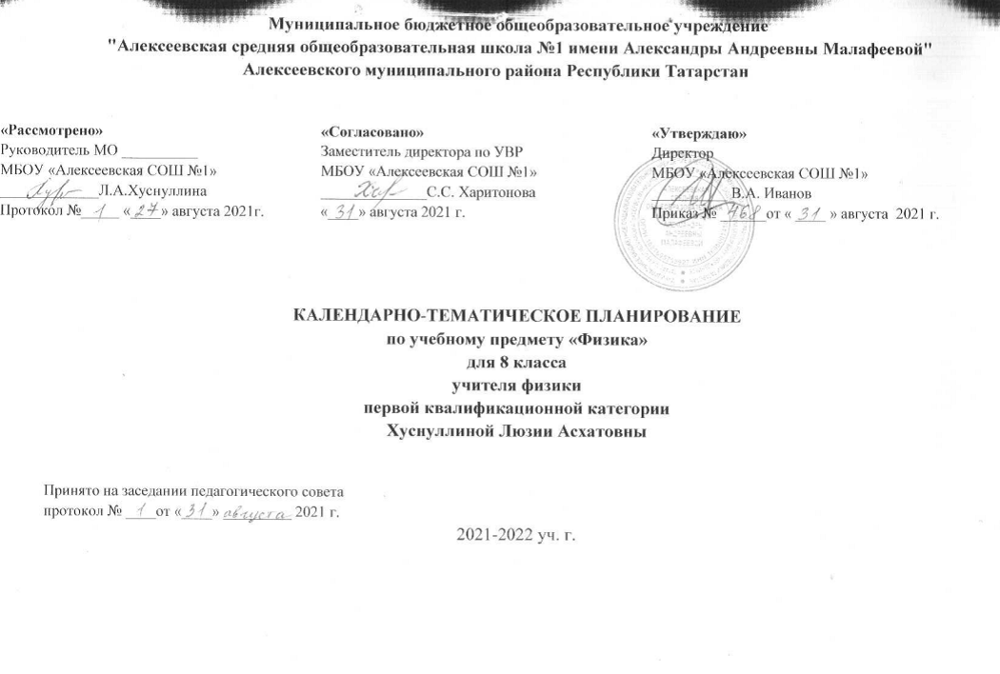 Муниципальное бюджетное общеобразовательное учреждение
"Алексеевская средняя общеобразовательная школа №1 имени Александры Андреевны Малафеевой"
Алексеевского муниципального района Республики Татарстан
«Рассмотрено»
Руководитель МО __________
МБОУ «Алексеевская СОШ №1»
_____________Л.А.Хуснуллина
Протокол № 1 «27» августа 2021г.
«Согласовано»
Заместитель директора по УВР
МБОУ «Алексеевская СОШ №1»
______________С.С. Харитонова
«31» августа 2021 г.
«Утверждаю»
Директор
МБОУ «Алексеевская СОШ №1»
__________ В.А. Иванов
Приказ № 468 от « 31 » августа 2021 г.
КАЛЕНДАРНО-ТЕМАТИЧЕСКОЕ ПЛАНИРОВАНИЕ
по учебному предмету «Физика»
для 8 класса
учителя физики
первой квалификационной категории
Хуснуллиной Люзии Асхатовны
Принято на заседании педагогического совета
протокол № 1 от «31» августа 2021 г.
2021-2022 уч. г.